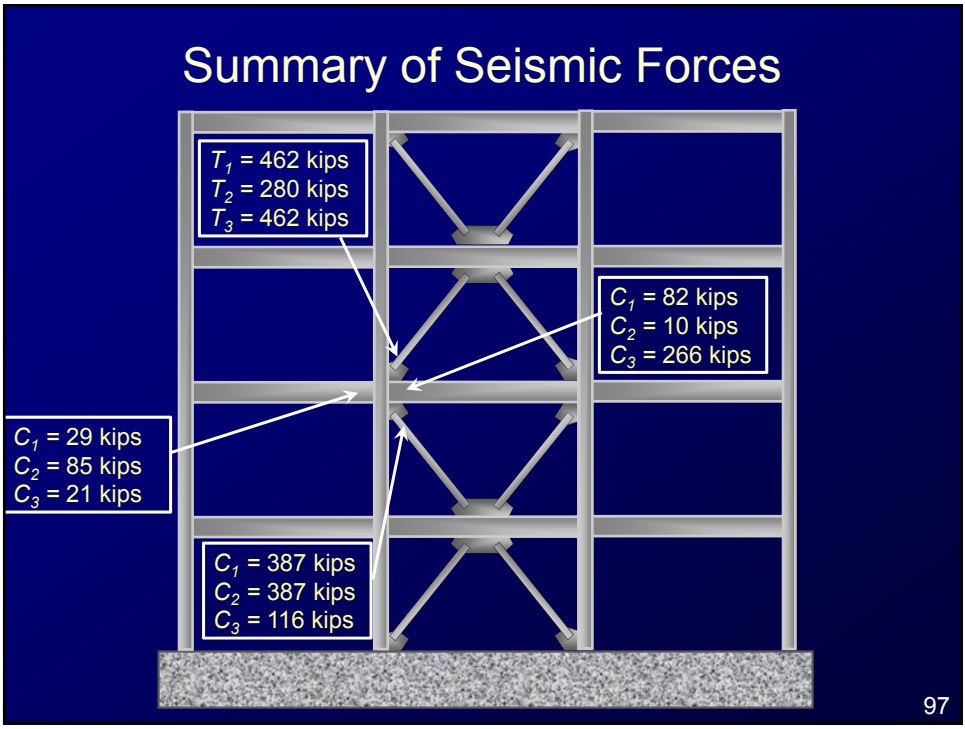 Summary of Seismic Forces
T₁ = 462 kips
T₂ = 280 kips
T₃ = 462 kips
C₁ = 82 kips
C₂ = 10 kips
C₃ = 266 kips
C₁ = 29 kips
C₂ = 85 kips
C₃ = 21 kips
C₁ = 387 kips
C₂ = 387 kips
C₃ = 116 kips
97